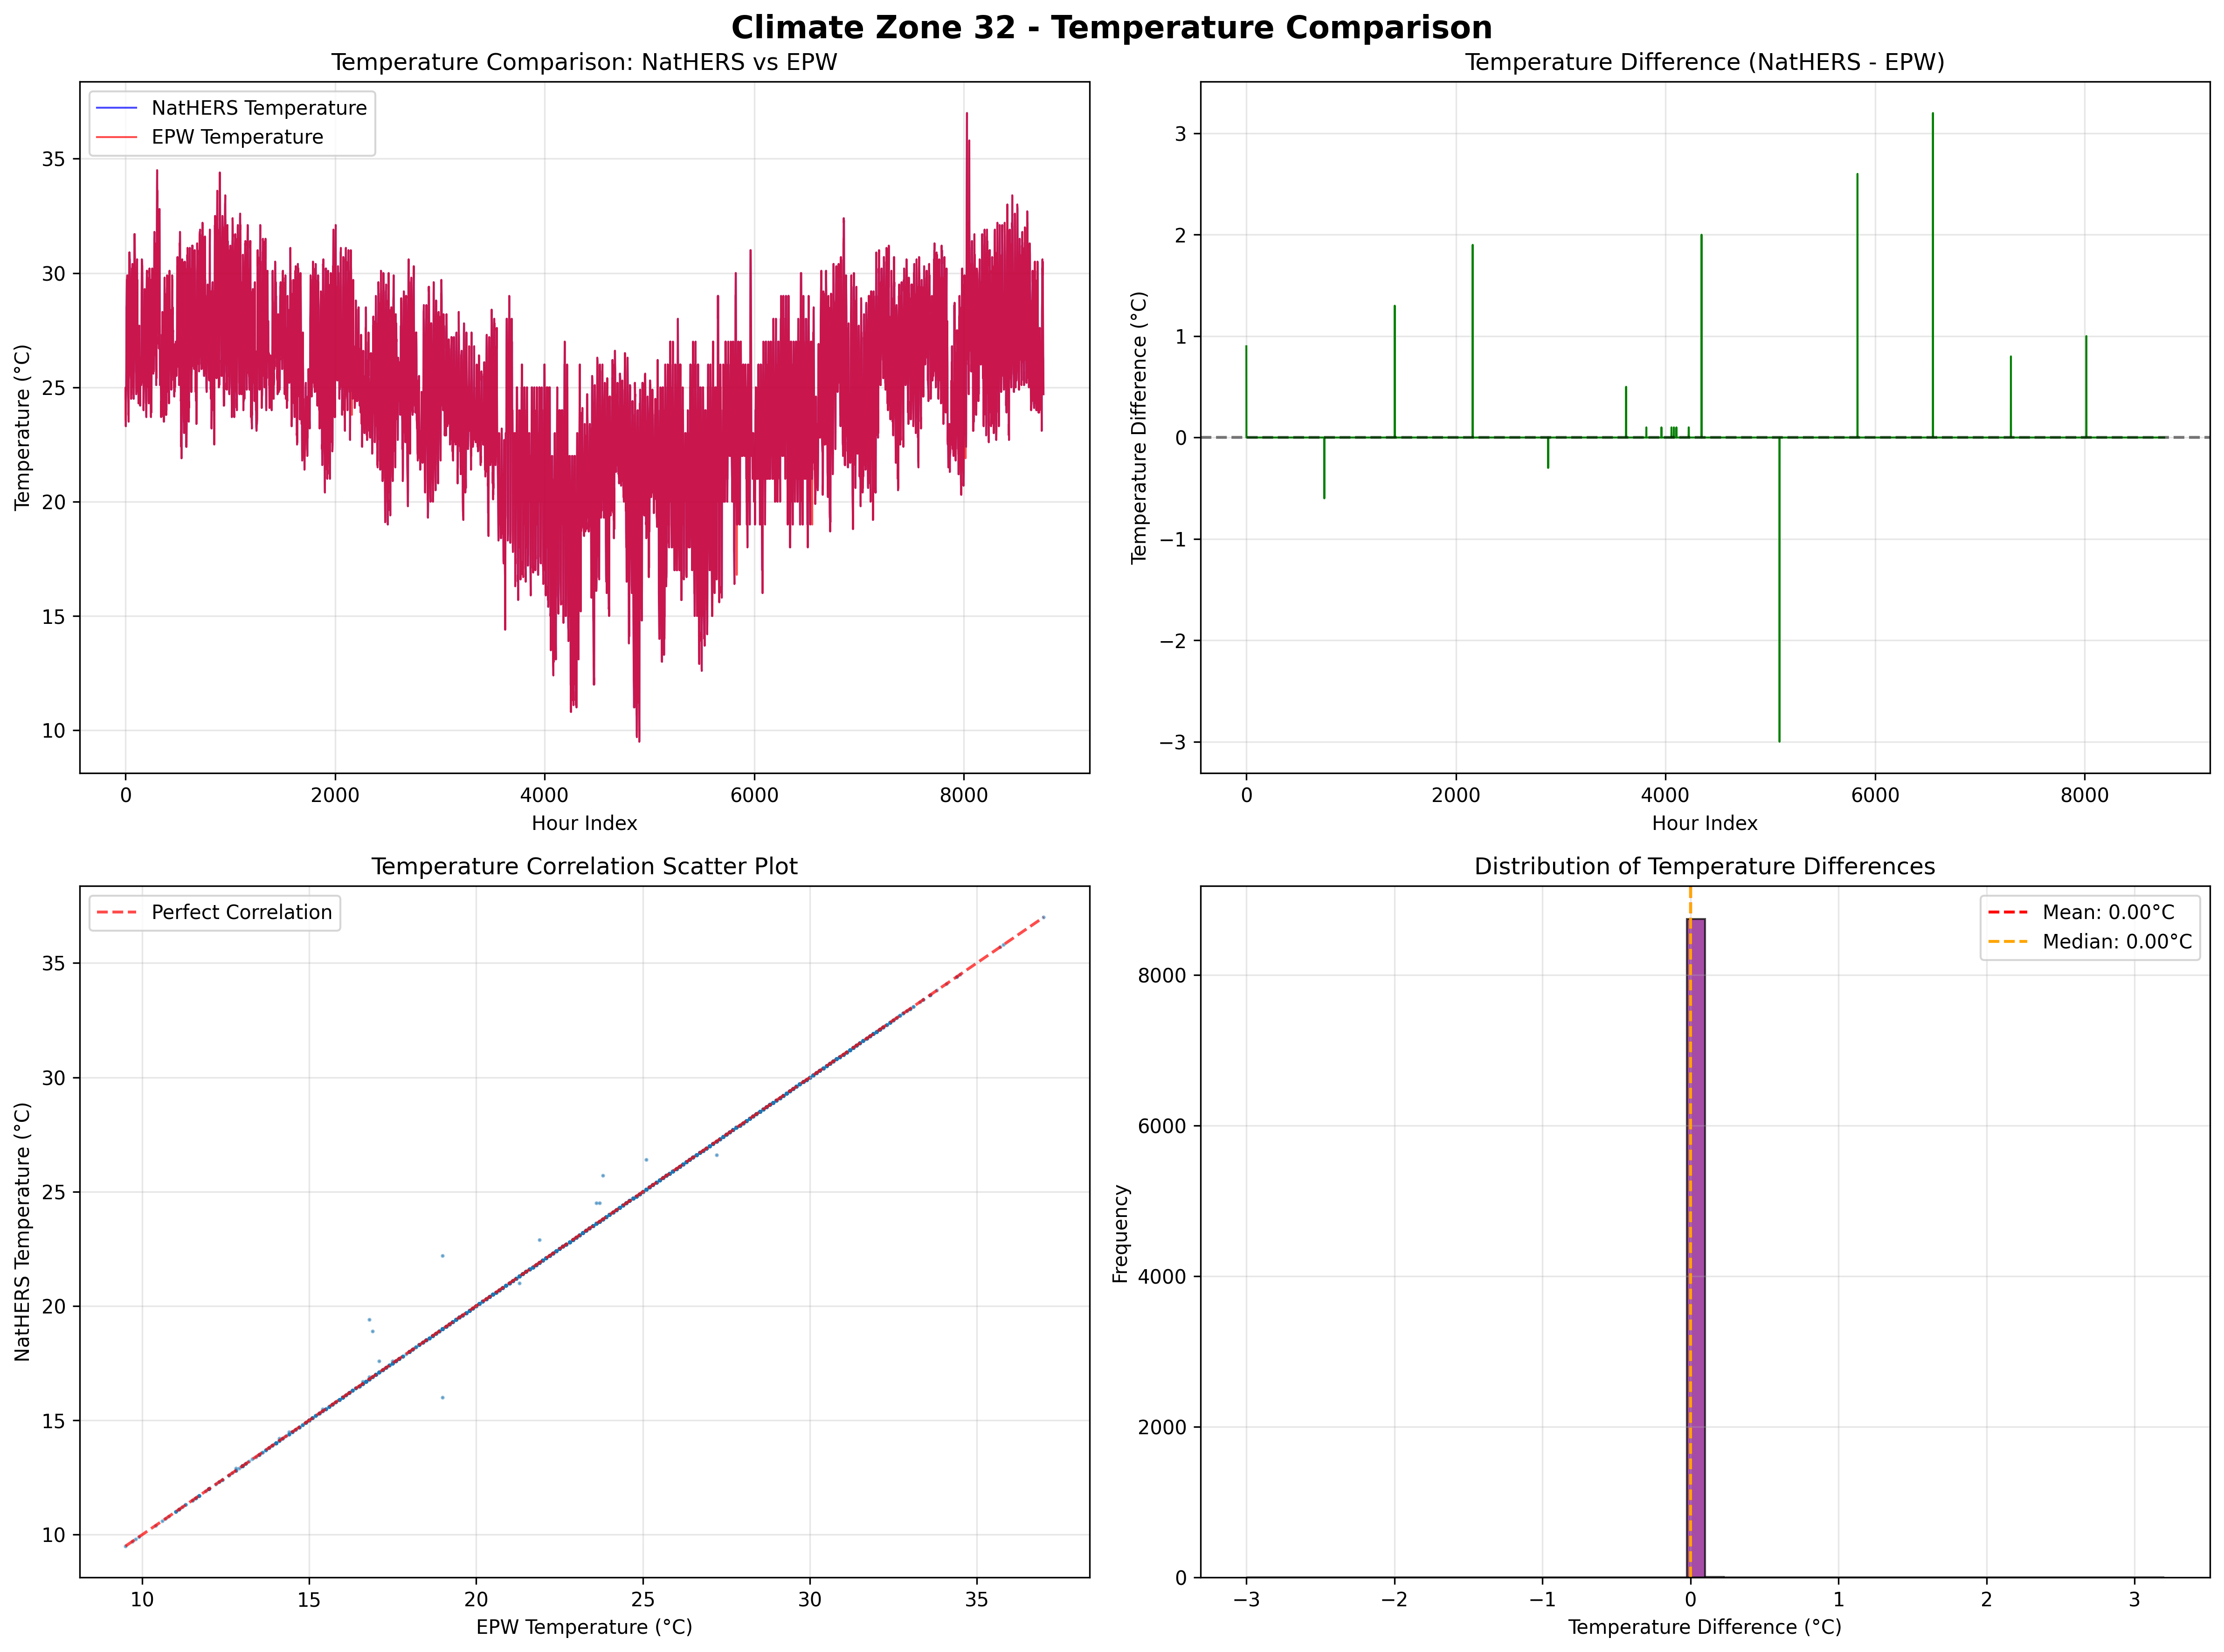 Climate Zone 32 - Temperature Comparison
Temperature Comparison: NatHERS vs EPW
NatHERS Temperature
EPW Temperature
35
30
25
20
15
10
Temperature (°C)
0 2000 4000 6000 8000
Hour Index
Temperature Difference (NatHERS - EPW)
3
2
1
0
−1
−2
−3
Temperature Difference (°C)
0 2000 4000 6000 8000
Hour Index
Temperature Correlation Scatter Plot
Perfect Correlation
35
30
25
20
15
10
NatHERS Temperature (°C)
10 15 20 25 30 35
EPW Temperature (°C)
Distribution of Temperature Differences
Mean: 0.00°C
Median: 0.00°C
8000
6000
4000
2000
0
Frequency
−3 −2 −1 0 1 2 3
Temperature Difference (°C)